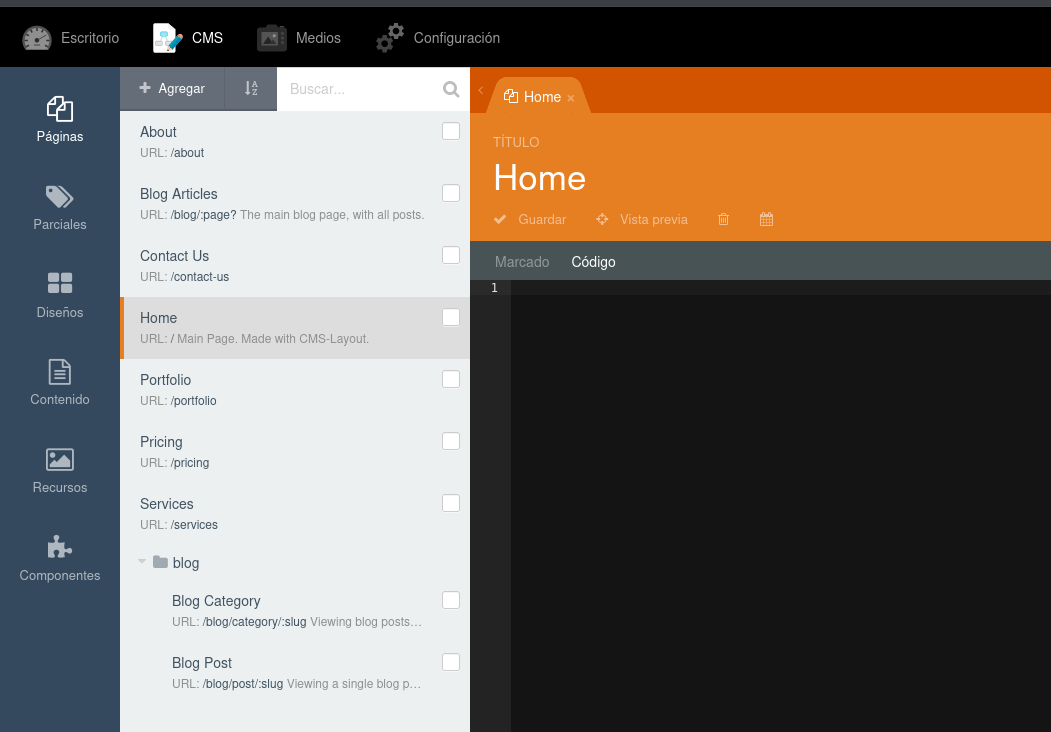 Escritorio
CMS
Medios
Configuración
Páginas
Parciales
Diseños
Contenido
Recursos
Componentes
Agregar
A
Z
Buscar...
About
URL: /about
Blog Articles
URL: /blog/:page? The main blog page, with all posts.
Contact Us
URL: /contact-us
Home
URL: / Main Page. Made with CMS-Layout.
Portfolio
URL: /portfolio
Pricing
URL: /pricing
Services
URL: /services
blog
Blog Category
URL: /blog/category/:slug Viewing blog posts…
Blog Post
URL: /blog/post/:slug Viewing a single blog p…
Home ×
TÍTULO
Home
Guardar
Vista previa
Marcado
Código
1